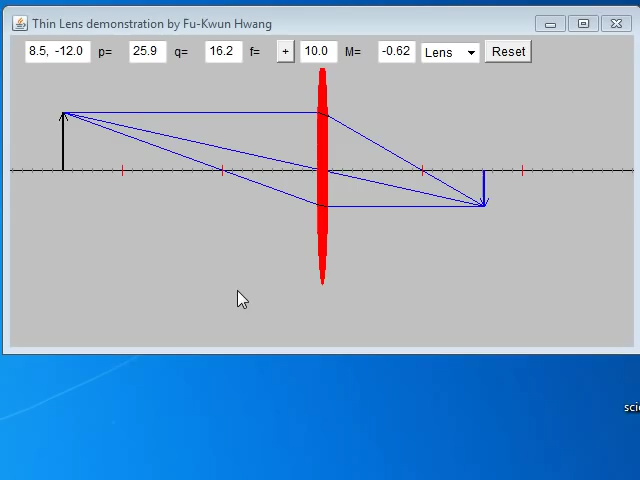 Thin Lens demonstration by Fu-Kwun Hwang
8.5, -12.0 p= 25.9 q= 16.2 f= + 10.0 M= -0.62 Lens Reset
scie